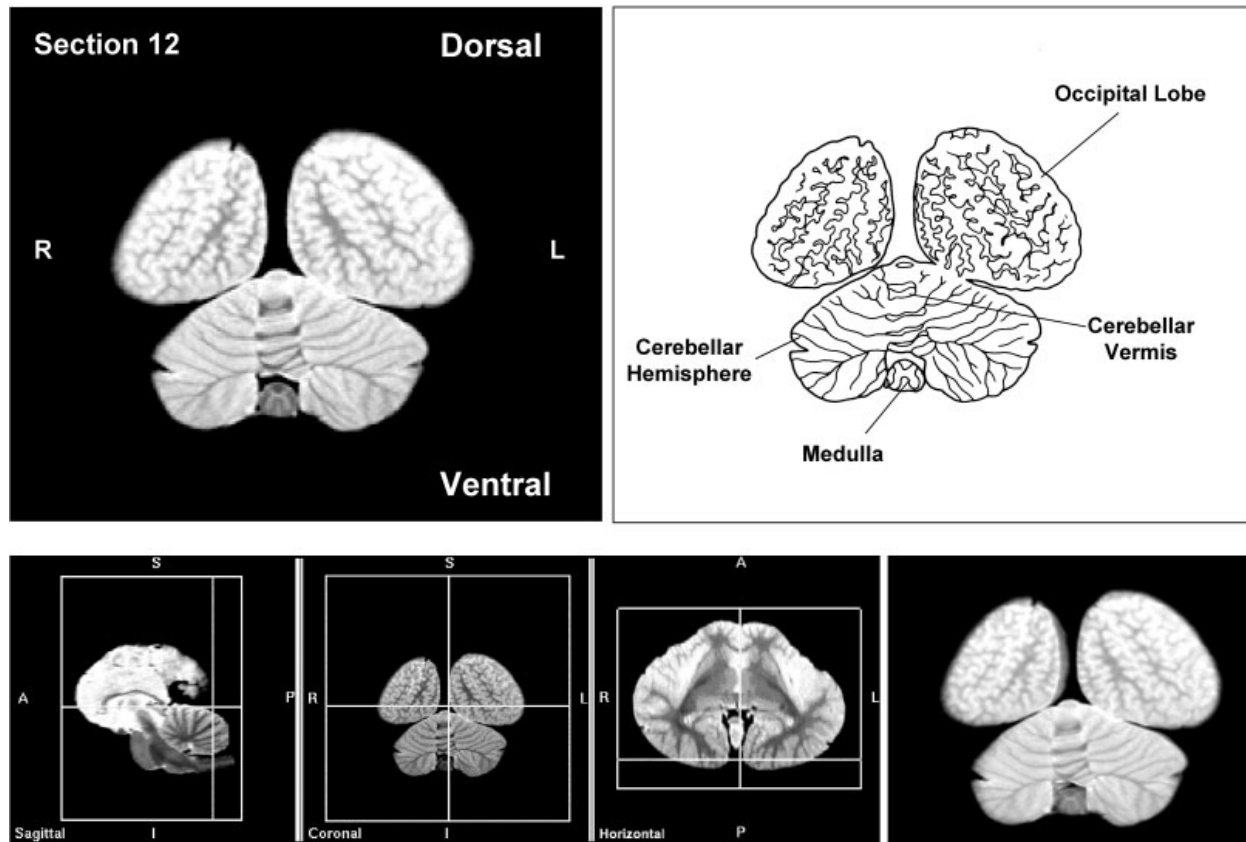 Section 12
Dorsal
R
L
Ventral
Occipital Lobe
Cerebellar
Vermis
Cerebellar
Hemisphere
Medulla
S
A
P
Sagittal
I
S
R
L
Coronal
I
A
R
L
Horizontal
P